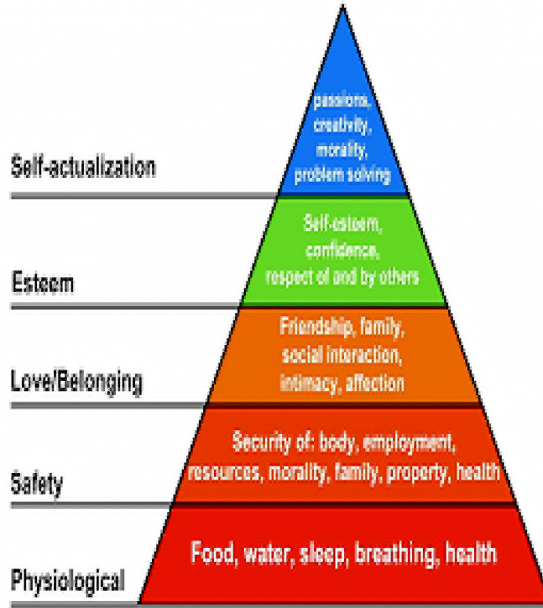 passions,
creativity,
morality,
problem solving
Self-actualization
Self-esteem,
confidence,
respect of and by others
Esteem
Friendship, family,
social interaction,
intimacy, affection
Love/Belonging
Security of: body, employment,
resources, morality, family, property, health
Safety
Food, water, sleep, breathing, health
Physiological